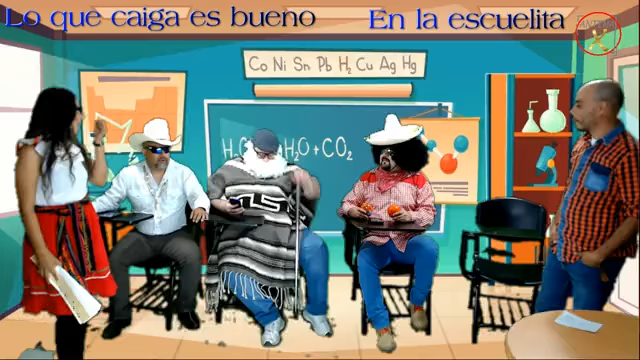 Lo que caiga es bueno
En la escuelita
Co Ni Sn Pb H₂ Cu Ag Hg
H₂O+CO₂